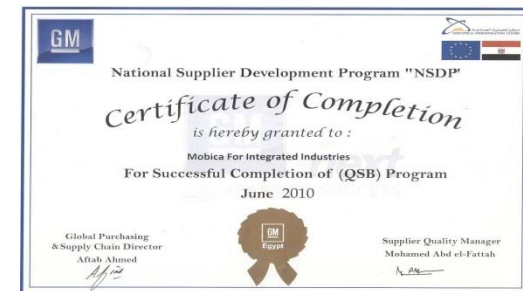 GM
National Supplier Development Program "NSDP"
Certificate of Completion
is hereby granted to :
Mobica For Integrated Industries
For Successful Completion of (QSB) Program
June 2010
GM
Egypt
Global Purchasing
& Supply Chain Director
Aftab Ahmed
Supplier Quality Manager
Mohamed Abd el-Fattah